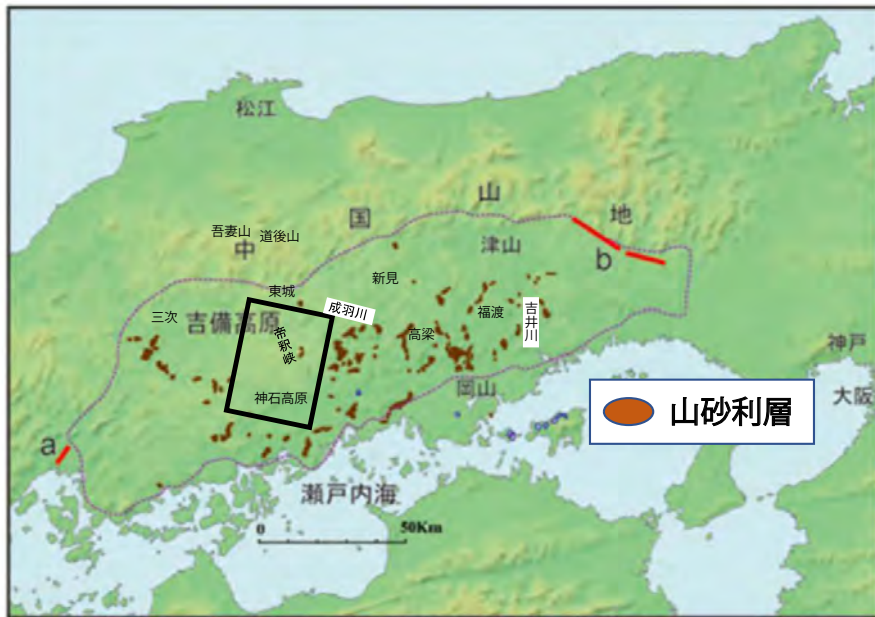 松江
山
地
国
吾妻山
道後山
中
津山
b
新見
東城
成羽川
福渡
吉井川
三次
吉備高原
帝釈峡
高梁
神戸
岡山
大阪
神石高原
山砂利層
a
瀬戸内海
0
50Km